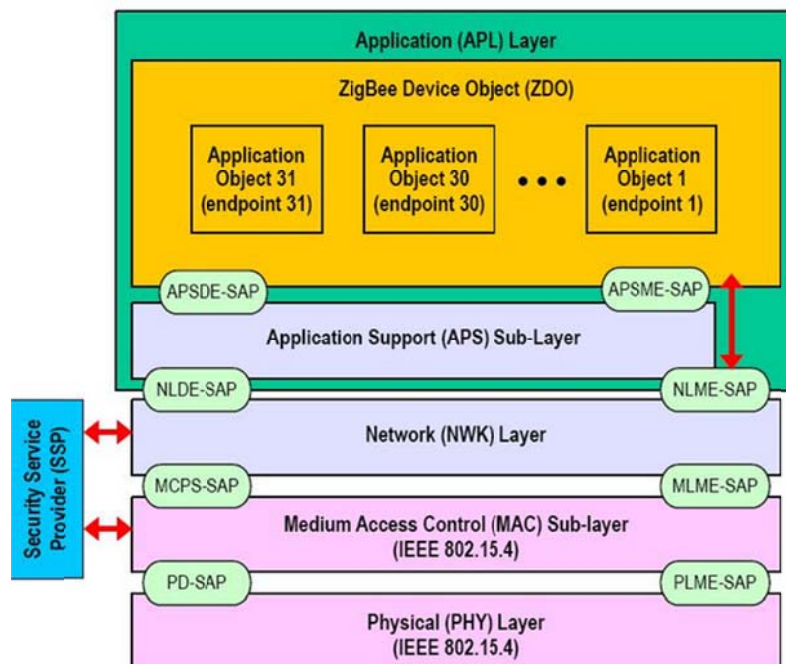 Application (APL) Layer
ZigBee Device Object (ZDO)
Application
Object 31
(endpoint 31)
Application
Object 30
(endpoint 30)
• • •
Application
Object 1
(endpoint 1)
APSDE-SAP
APSME-SAP
Application Support (APS) Sub-Layer
NLDE-SAP
NLME-SAP
Security Service
Provider (SSP)
Network (NWK) Layer
MCPS-SAP
MLME-SAP
Medium Access Control (MAC) Sub-layer
(IEEE 802.15.4)
PD-SAP
PLME-SAP
Physical (PHY) Layer
(IEEE 802.15.4)